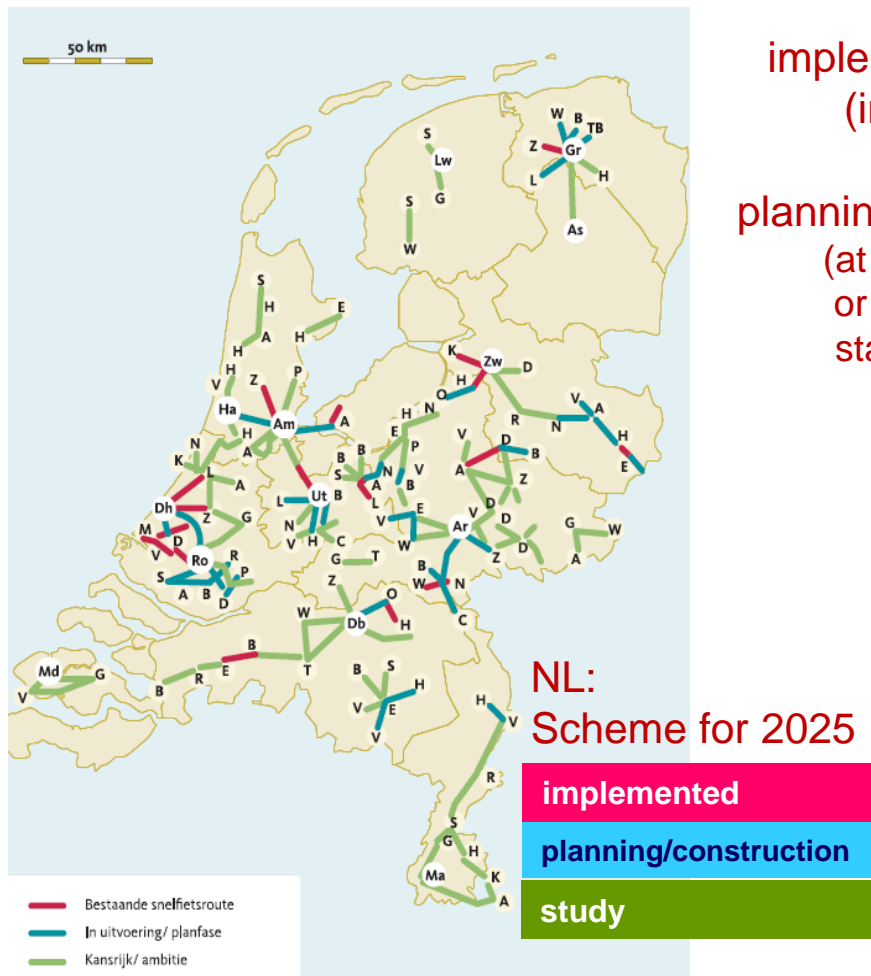 50 km
imple
(i
plannin
(at
or
sta
W B TB
Z Gr
L H
As
S
Lw
G
S
W
S
H
A
H
E
H
H
V
Z
P
Ha
Am
A
H
A
N
K
L
A
Dh
Z
G
M
D
V
Ro
R
S
P
A B D
K
Zw
H
O
D
N
R
N
V
A
H
E
H
E
P
V
B
B
B
S
A
N
L
V
D
B
A
Z
L
Ut
B
N
V H C
V
E
W
Ar
V
D
D
D
Z
G
W
A
G T
Z
B
W N
C
W
O
Db
H
B
T
E
R
B
Md
G
V
B S
H
V E
V
H
V
R
S
G
H
Ma
K
A
NL:
Scheme for 2025
implemented
planning/construction
study
Bestaande snelfietsroute
In uitvoering/ planfase
Kansrijk/ ambitie